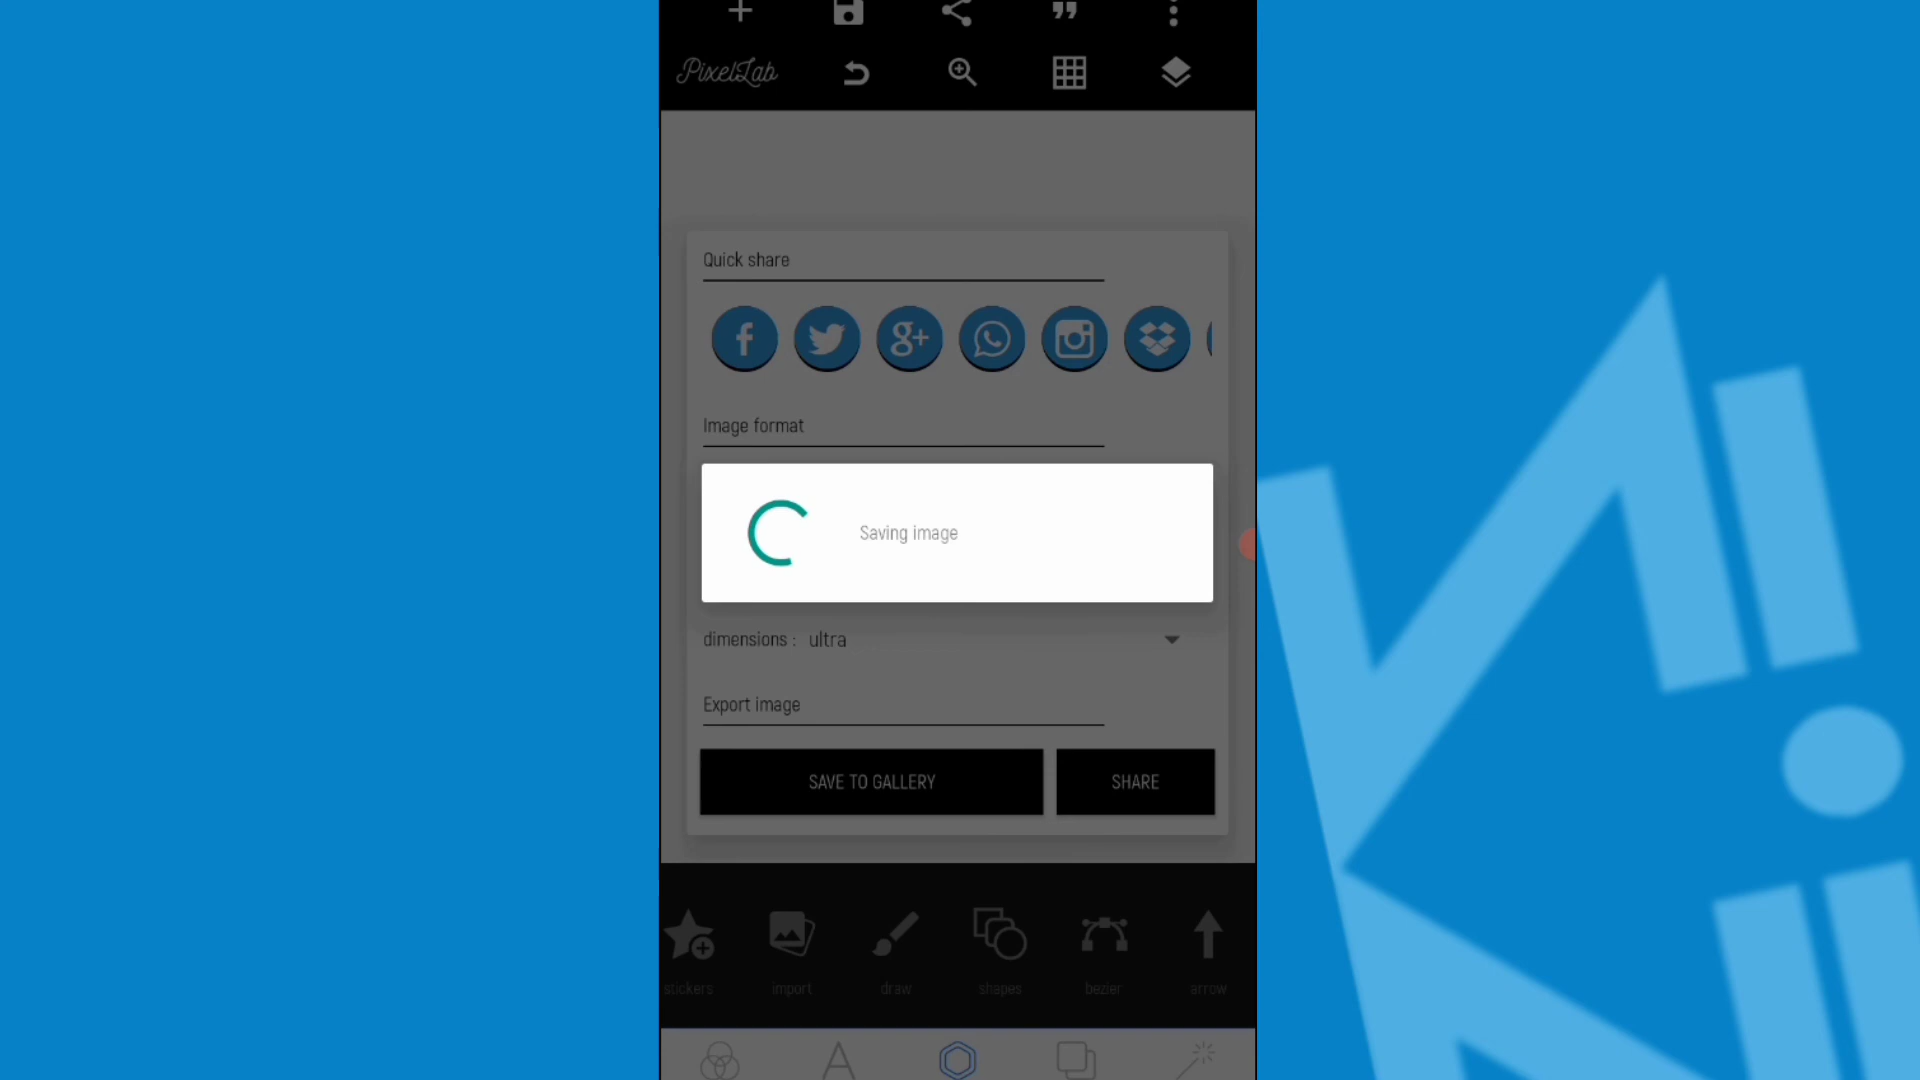 PixelLab
Quick share
Image format
Saving image
dimensions : ultra
Export image
SAVE TO GALLERY
SHARE
stickers
import
draw
shapes
bezier
arrow